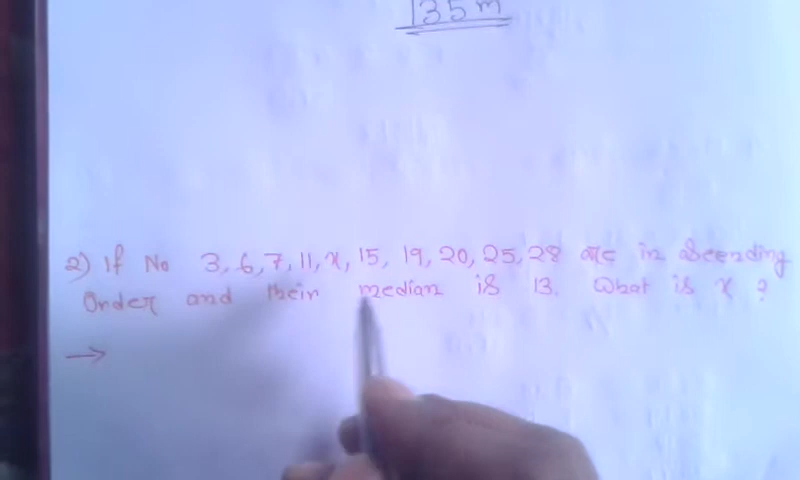 135 m
2) If No 3, 6, 7, 11, x, 15, 19, 20, 25, 28 are in Ascending
Order and their median is 13. What is x ?
→